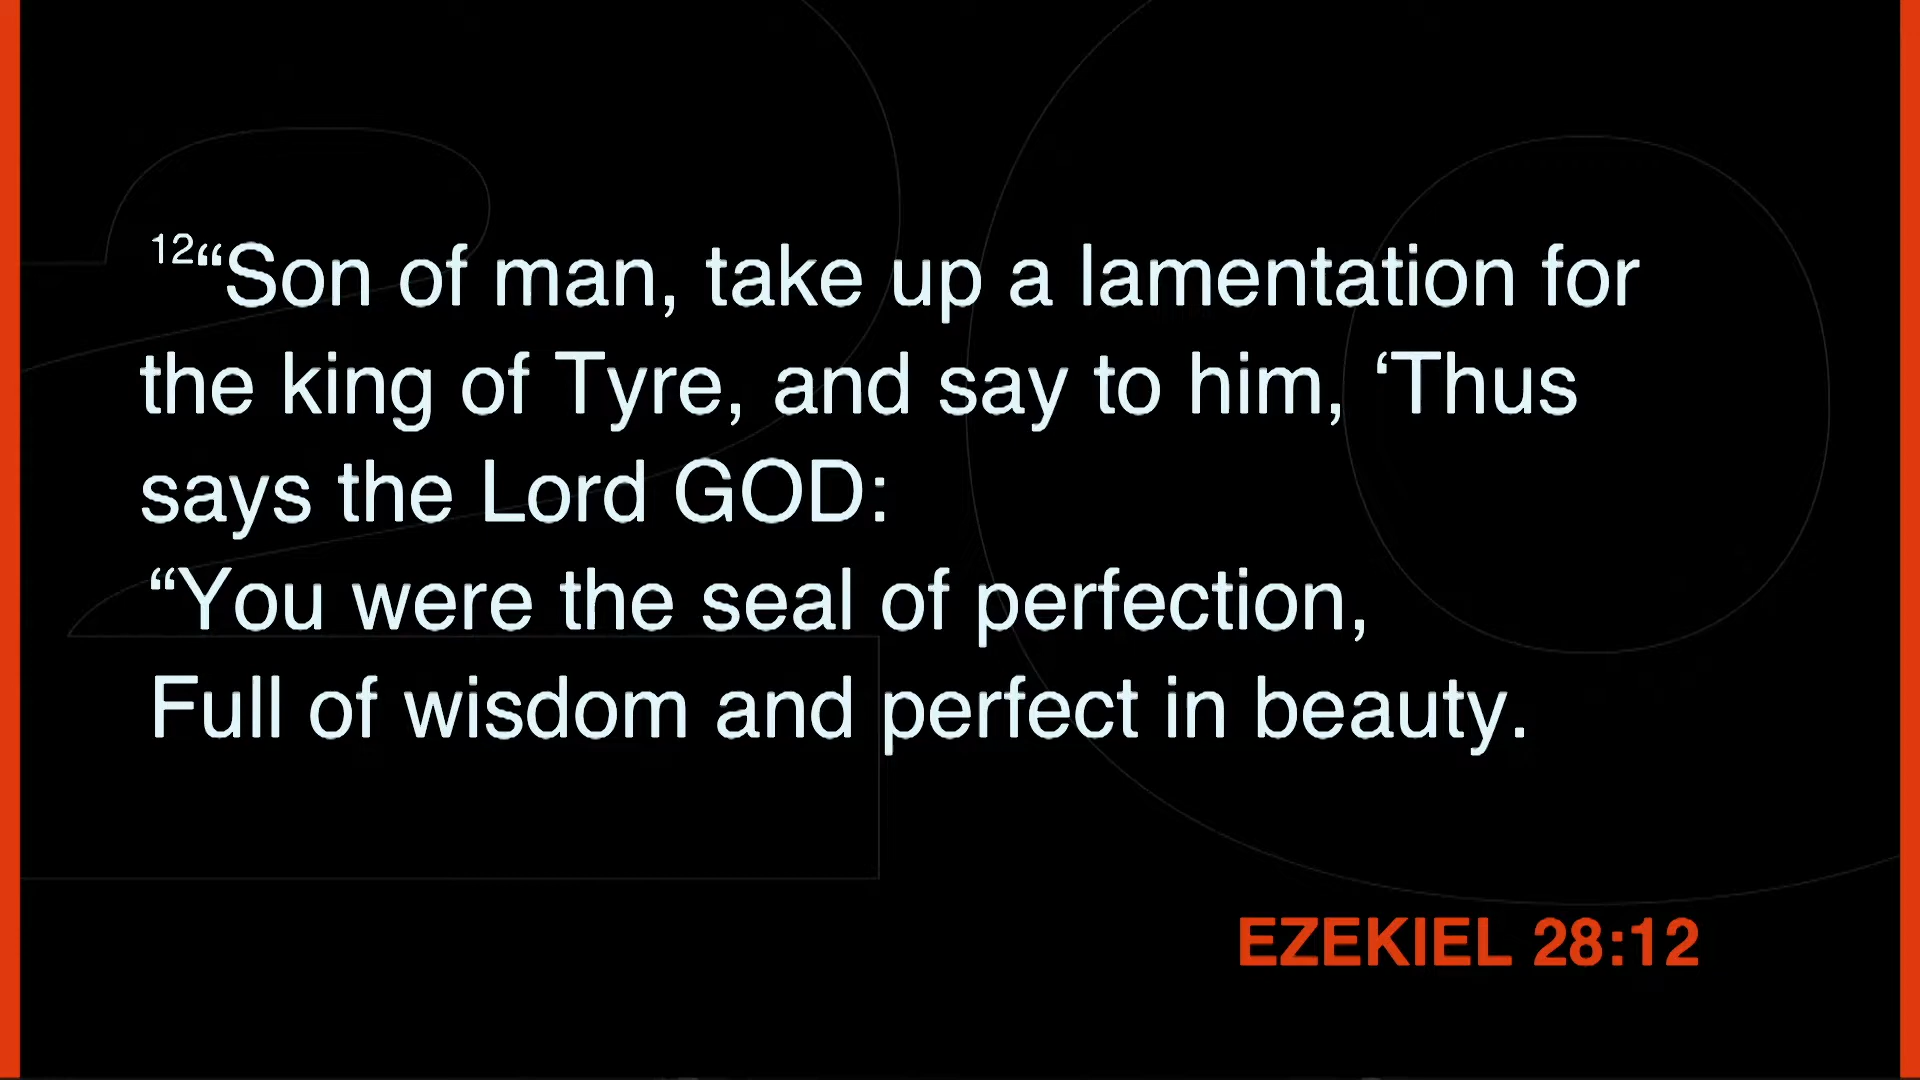 12“Son of man, take up a lamentation for
the king of Tyre, and say to him, ‘Thus
says the Lord GOD:
“You were the seal of perfection,
Full of wisdom and perfect in beauty.
EZEKIEL 28:12